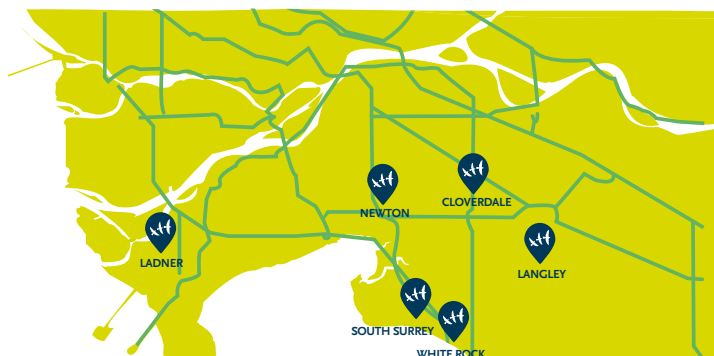 CLOVERDALE
NEWTON
LADNER
LANGLEY
SOUTH SURREY
WHITE ROCK